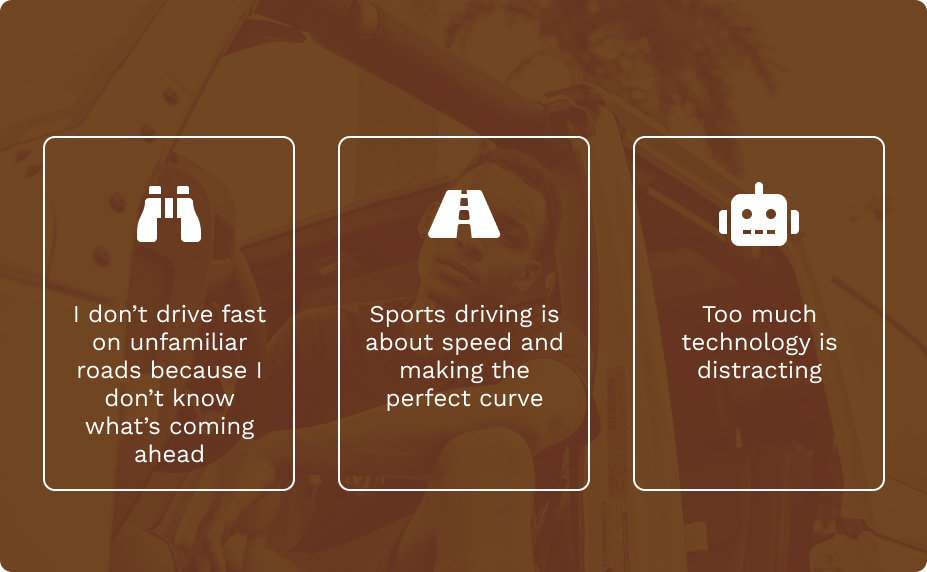 I don’t drive fast
on unfamiliar
roads because I
don’t know
what’s coming
ahead
Sports driving is
about speed and
making the
perfect curve
Too much
technology is
distracting